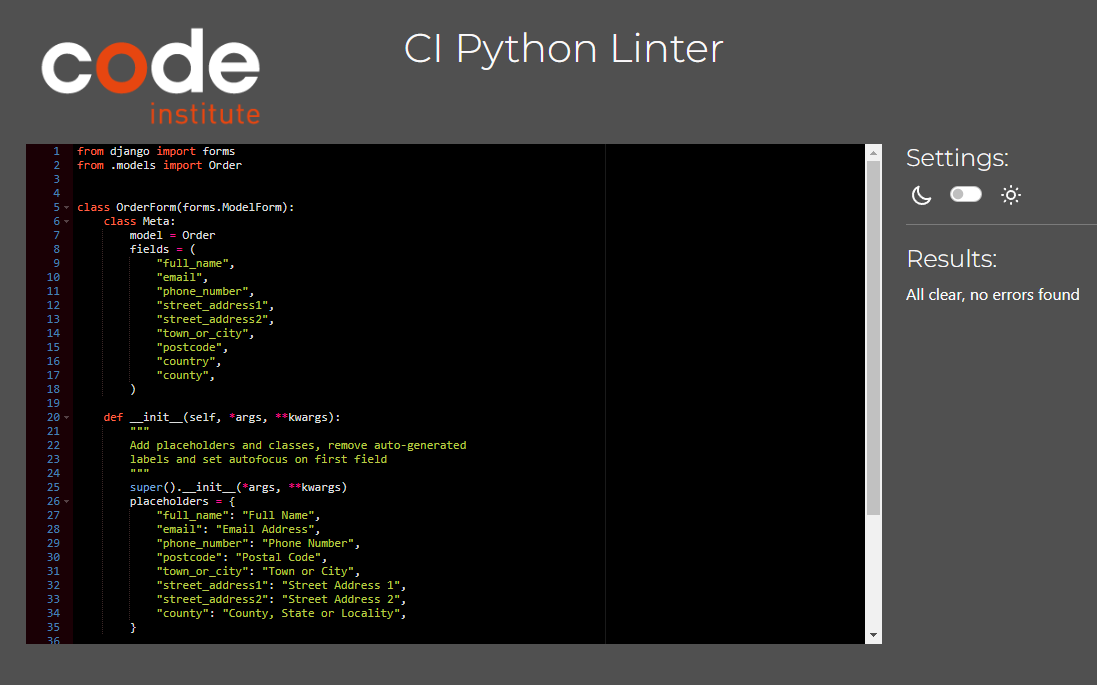 code
institute
CI Python Linter
1 from django import forms
2 from .models import Order
3
4
5 class OrderForm(forms.ModelForm):
6     class Meta:
7         model = Order
8         fields = (
9             "full_name",
10             "email",
11             "phone_number",
12             "street_address1",
13             "street_address2",
14             "town_or_city",
15             "postcode",
16             "country",
17             "county",
18         )
19
20     def __init__(self, *args, **kwargs):
21         """
22         Add placeholders and classes, remove auto-generated
23         labels and set autofocus on first field
24         """
25         super().__init__(*args, **kwargs)
26         placeholders = {
27             "full_name": "Full Name",
28             "email": "Email Address",
29             "phone_number": "Phone Number",
30             "postcode": "Postal Code",
31             "town_or_city": "Town or City",
32             "street_address1": "Street Address 1",
33             "street_address2": "Street Address 2",
34             "county": "County, State or Locality",
35         }
36
Settings:
Results:
All clear, no errors found